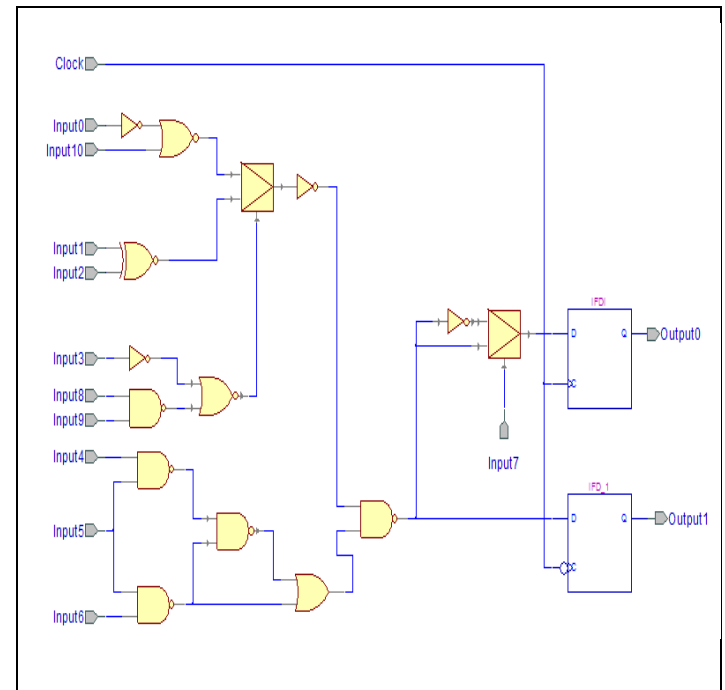 Clock
Input0
Input10
Input1
Input2
IFDI
D Q
Output0
C
Input3
Input8
Input9
Input4
Input7
IFD_1
D Q
Output1
Input5
C
Input6